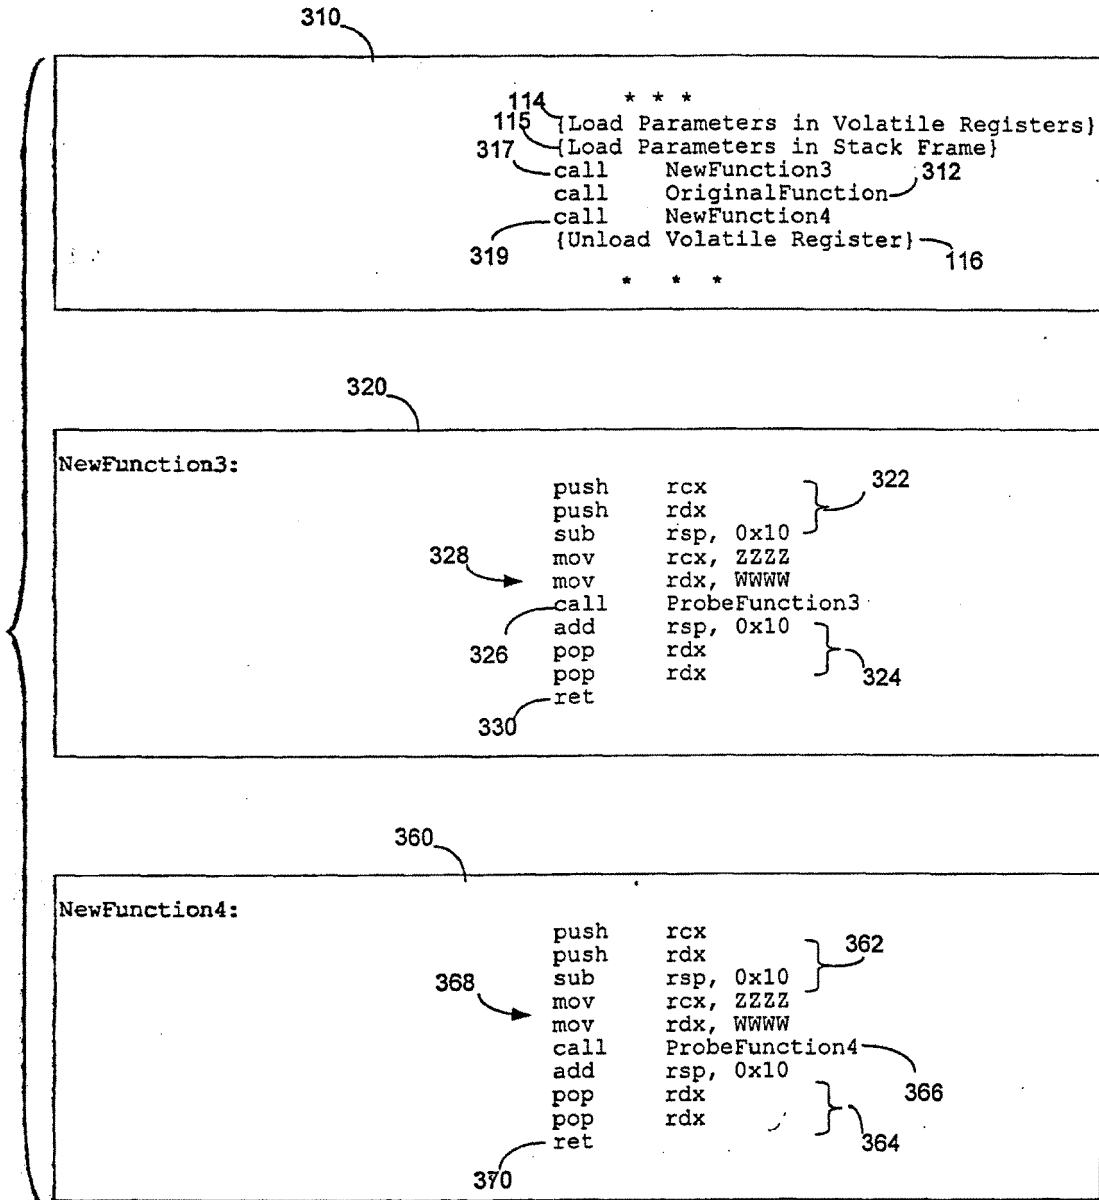 310
* * *
114 {Load Parameters in Volatile Registers}
115 {Load Parameters in Stack Frame}
317 call NewFunction3
call OriginalFunction 312
call NewFunction4
319 {Unload Volatile Register} 116
* * *
320
NewFunction3:
push rcx 322
push rdx
sub rsp, 0x10
328 mov rcx, ZZZZ
mov rdx, WWWW
call ProbeFunction3
326 add rsp, 0x10
pop rdx 324
pop rdx
330 ret
360
NewFunction4:
push rcx 362
push rdx
368 sub rsp, 0x10
mov rcx, ZZZZ
mov rdx, WWWW
call ProbeFunction4
add rsp, 0x10 366
pop rdx
pop rdx 364
370 ret